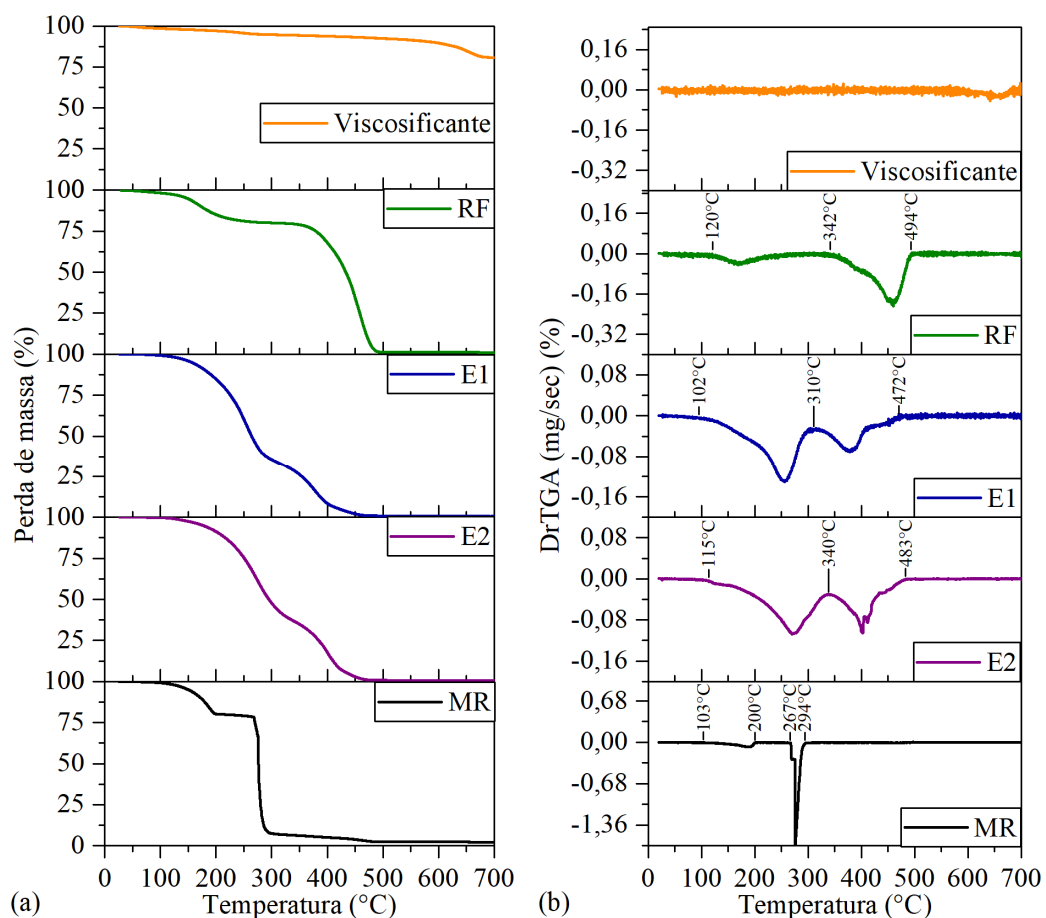 Perda de massa (%)
100
75
50
25
Viscosificante
100
75
50
25
RF
100
75
50
25
E1
100
75
50
25
E2
100
75
50
25
0
MR
0 100 200 300 400 500 600 700
(a) Temperatura (°C)
DrTGA (mg/sec) (%)
0,16
0,00
-0,16
-0,32
Viscosificante
0,16
0,00
-0,16
-0,32
120°C 342°C 494°C
RF
0,08
0,00
-0,08
-0,16
102°C 310°C 472°C
E1
0,08
0,00
-0,08
-0,16
115°C 340°C 483°C
E2
0,68
0,00
-0,68
-1,36
103°C 200°C 267°C 294°C
MR
0 100 200 300 400 500 600 700
(b) Temperatura (°C)